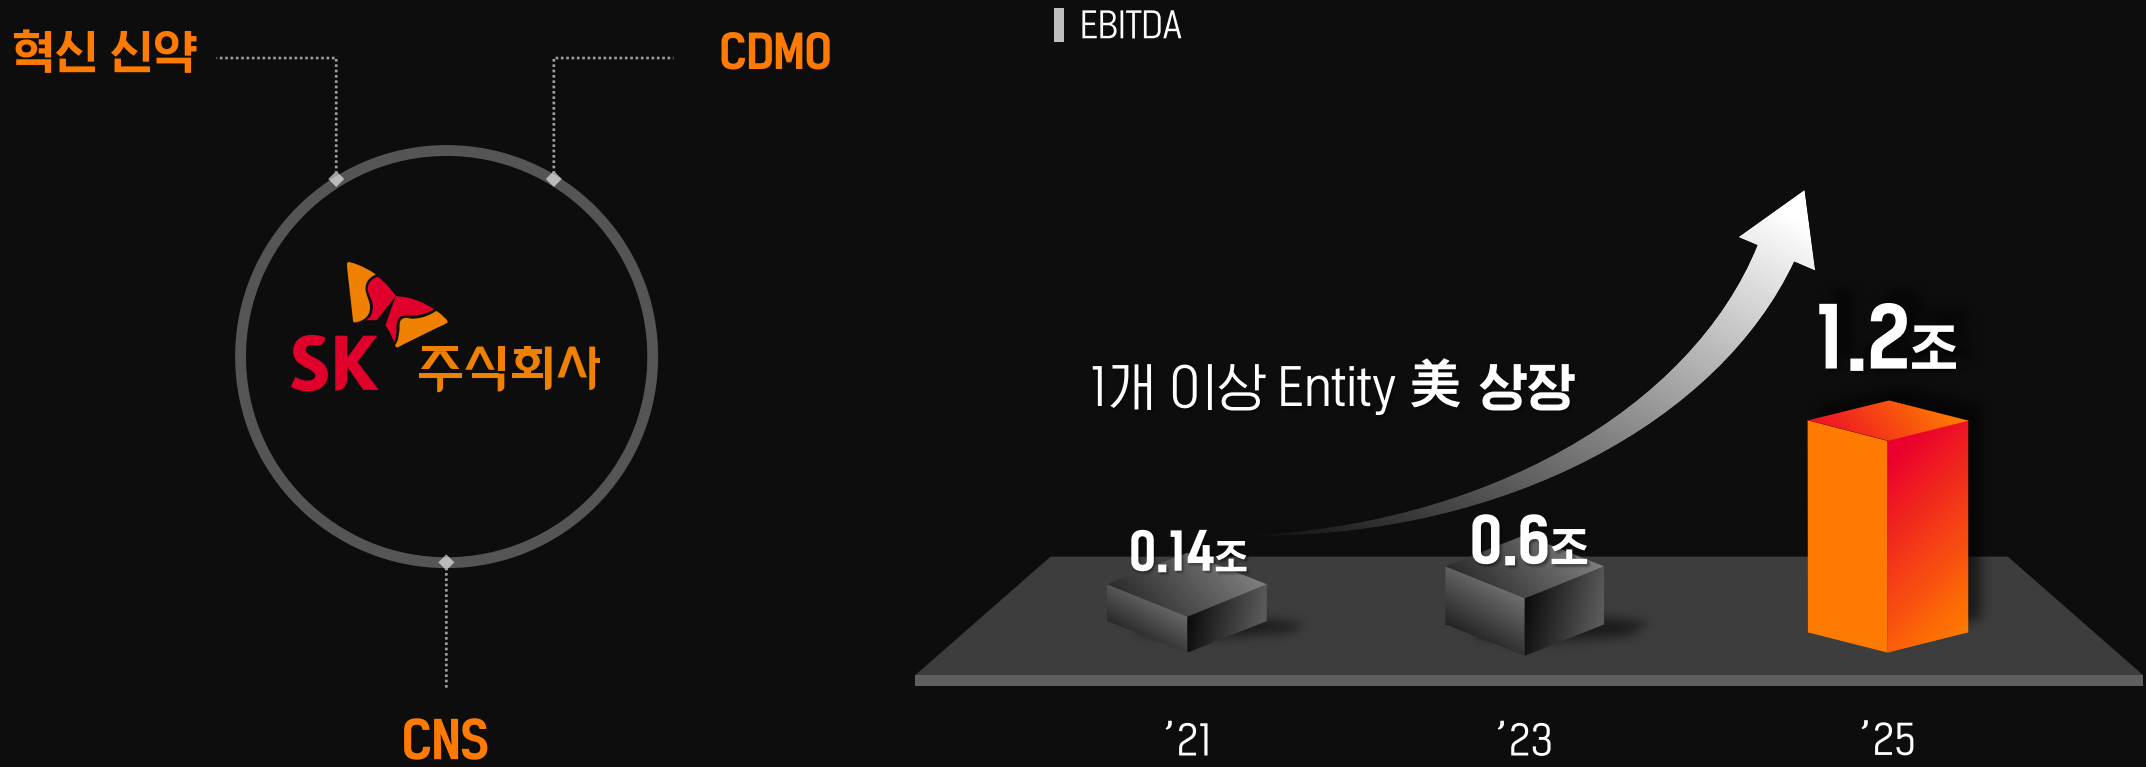 혁신 신약
CDMO
SK 주식회사
CNS
EBITDA
1개 이상 Entity 美 상장
0.14조
0.6조
1.2조
’21
’23
’25